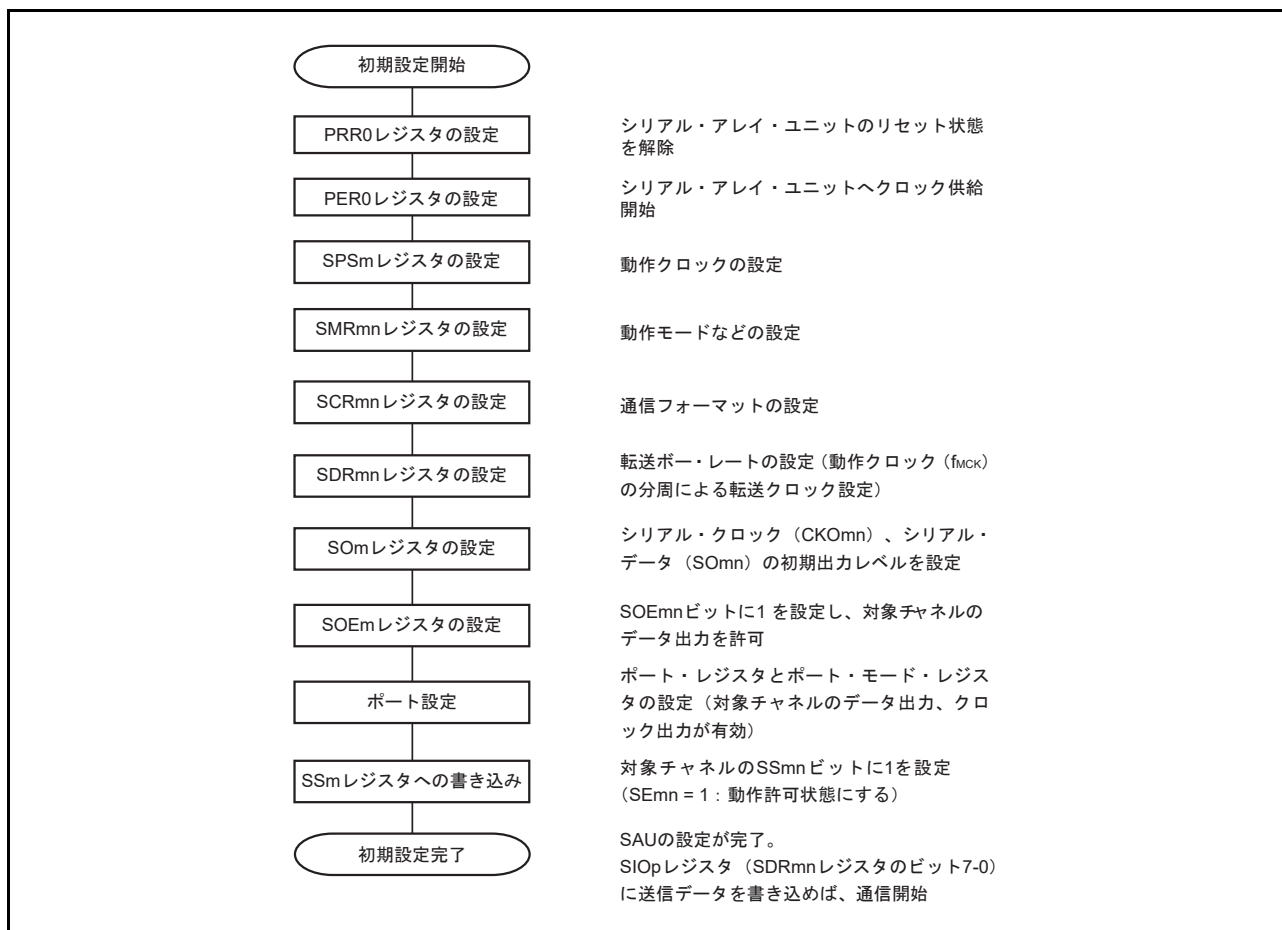 初期設定開始
PRR0レジスタの設定
シリアル・アレイ・ユニットのリセット状態
を解除
PER0レジスタの設定
シリアル・アレイ・ユニットへクロック供給
開始
SPSmレジスタの設定
動作クロックの設定
SMRmnレジスタの設定
動作モードなどの設定
SCRmnレジスタの設定
通信フォーマットの設定
SDRmnレジスタの設定
転送ボー・レートの設定（動作クロック（fMCK）
の分周による転送クロック設定）
SOmレジスタの設定
シリアル・クロック（CKOmn）、シリアル・
データ（SOmn）の初期出力レベルを設定
SOEmレジスタの設定
SOEmnビットに1 を設定し、対象チャネルの
データ出力を許可
ポート設定
ポート・レジスタとポート・モード・レジス
タの設定（対象チャネルのデータ出力、クロ
ック出力が有効）
SSmレジスタへの書き込み
対象チャネルのSSmnビットに1を設定
（SEmn = 1：動作許可状態にする）
初期設定完了
SAUの設定が完了。
SIOpレジスタ（SDRmnレジスタのビット7-0）
に送信データを書き込めば、通信開始